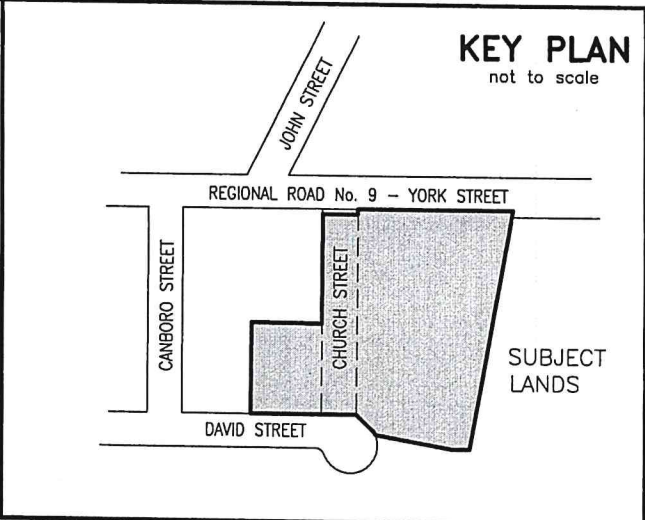 KEY PLAN
not to scale
JOHN STREET
REGIONAL ROAD No. 9 – YORK STREET
CANBORO STREET
CHURCH STREET
SUBJECT
LANDS
DAVID STREET